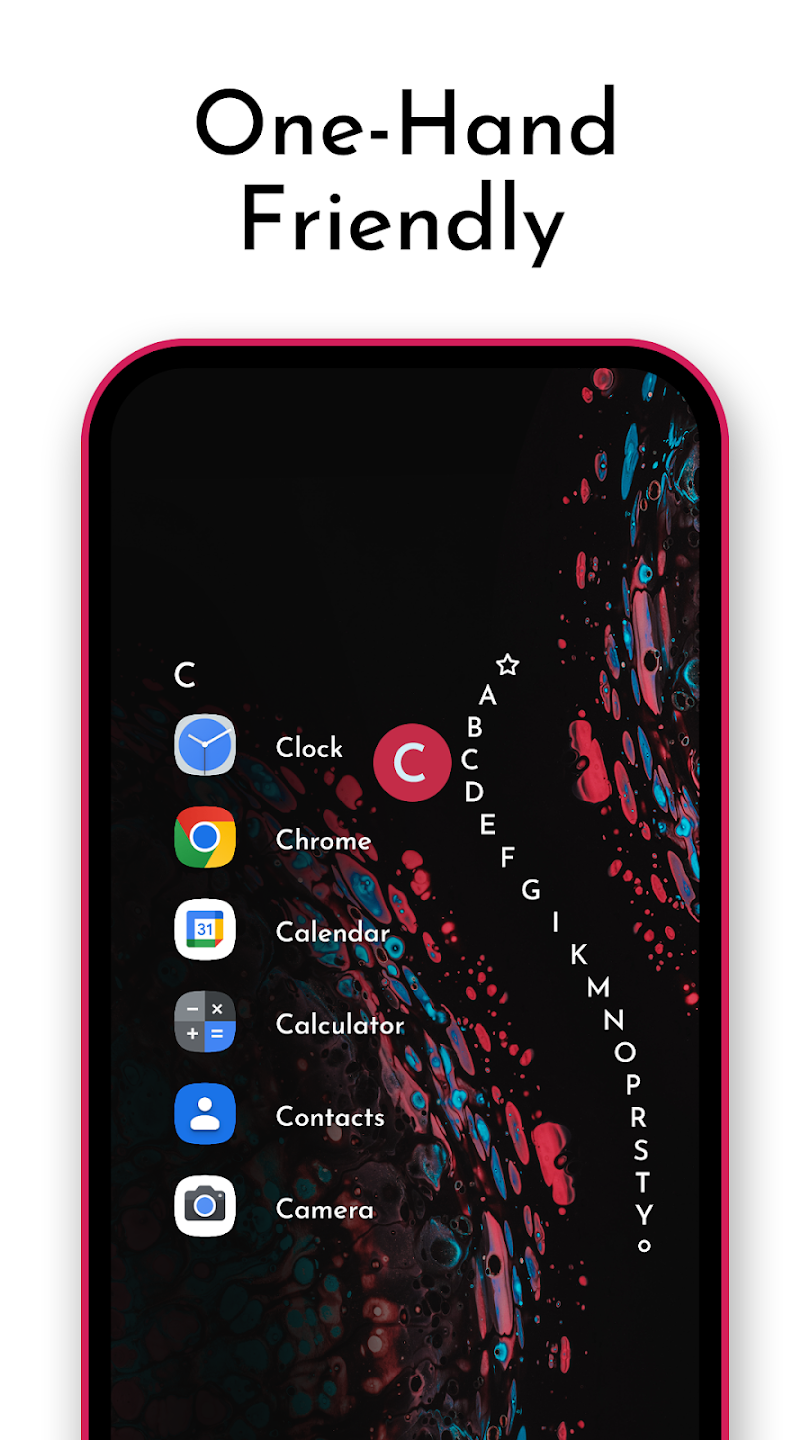 One-Hand
Friendly
C
Clock
Chrome
31
Calendar
Calculator
Contacts
Camera
C
A
B
C
D
E
F
G
I
K
M
N
O
P
R
S
T
Y